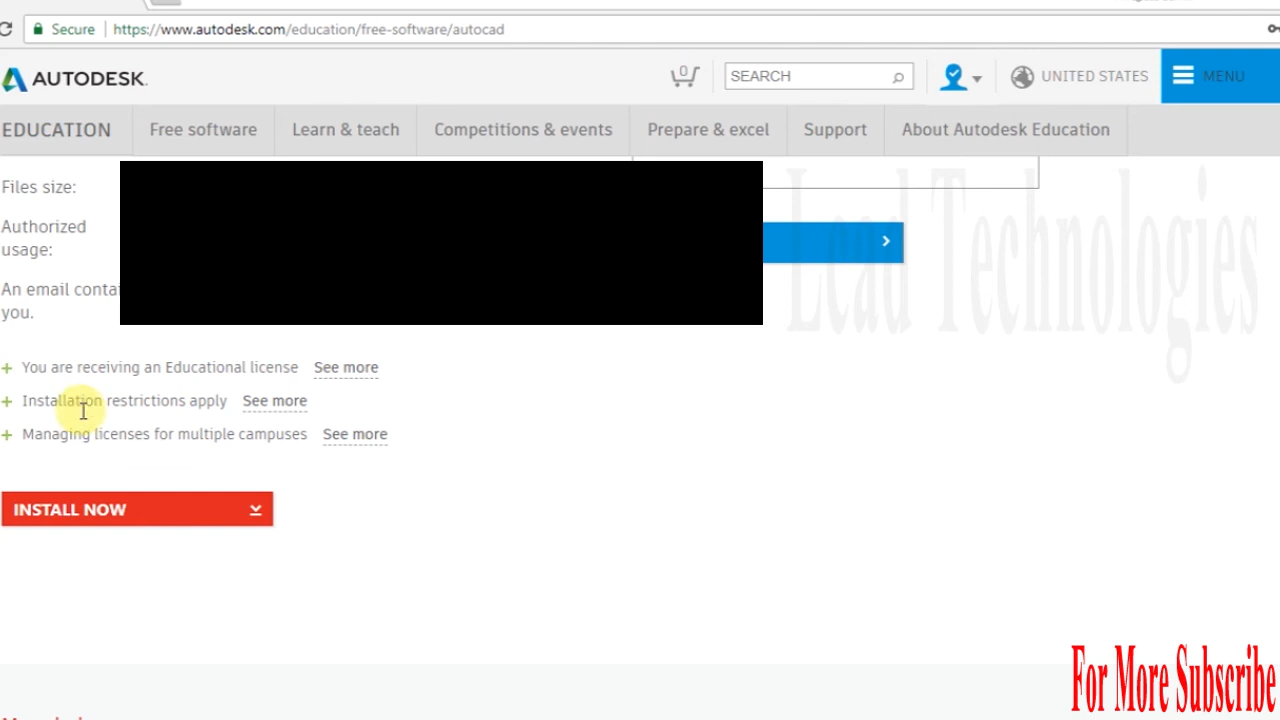 Secure https://www.autodesk.com/education/free-software/autocad
AUTODESK.
0
SEARCH
UNITED STATES
MENU
EDUCATION
Free software
Learn & teach
Competitions & events
Prepare & excel
Support
About Autodesk Education
Files size:
Authorized
usage:
An email contai
you.
Lead Technologies
+ You are receiving an Educational license See more
+ Installation restrictions apply See more
+ Managing licenses for multiple campuses See more
INSTALL NOW
For More Subscribe